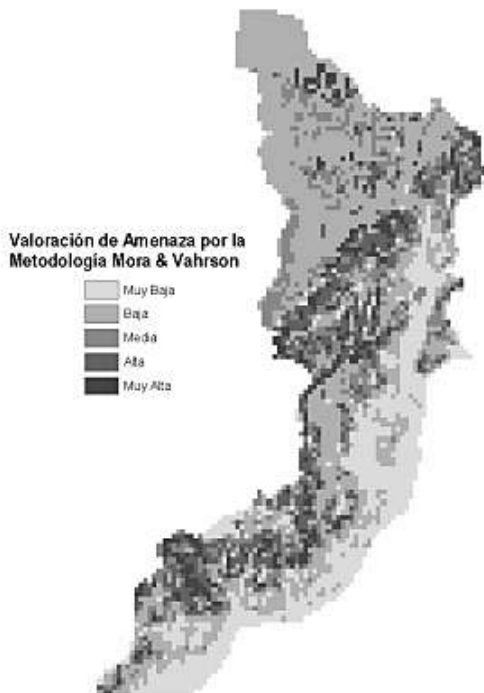 Valoración de Amenaza por la
Metodología Mora & Vahrson
Muy Baja
Baja
Media
Alta
Muy Alta